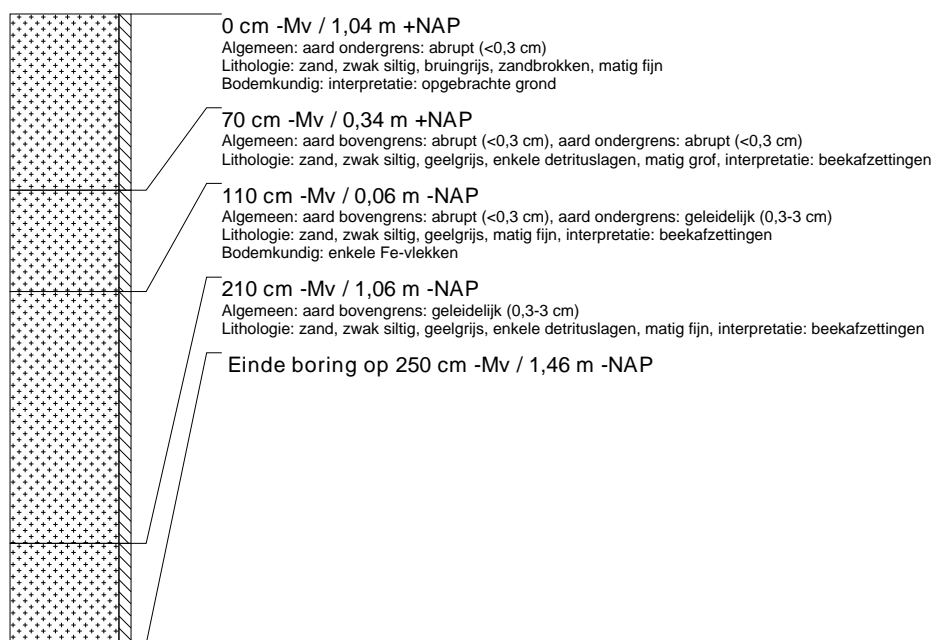 0 cm -Mv / 1,04 m +NAP
Algemeen: aard ondergrens: abrupt (<0,3 cm)
Lithologie: zand, zwak siltig, bruingrijs, zandbrokken, matig fijn
Bodemkundig: interpretatie: opgebrachte grond
70 cm -Mv / 0,34 m +NAP
Algemeen: aard bovengrens: abrupt (<0,3 cm), aard ondergrens: abrupt (<0,3 cm)
Lithologie: zand, zwak siltig, geelgrijs, enkele detrituslagen, matig grof, interpretatie: beekafzettingen
110 cm -Mv / 0,06 m -NAP
Algemeen: aard bovengrens: abrupt (<0,3 cm), aard ondergrens: geleidelijk (0,3-3 cm)
Lithologie: zand, zwak siltig, geelgrijs, matig fijn, interpretatie: beekafzettingen
Bodemkundig: enkele Fe-vlekken
210 cm -Mv / 1,06 m -NAP
Algemeen: aard bovengrens: geleidelijk (0,3-3 cm)
Lithologie: zand, zwak siltig, geelgrijs, enkele detrituslagen, matig fijn, interpretatie: beekafzettingen
Einde boring op 250 cm -Mv / 1,46 m -NAP